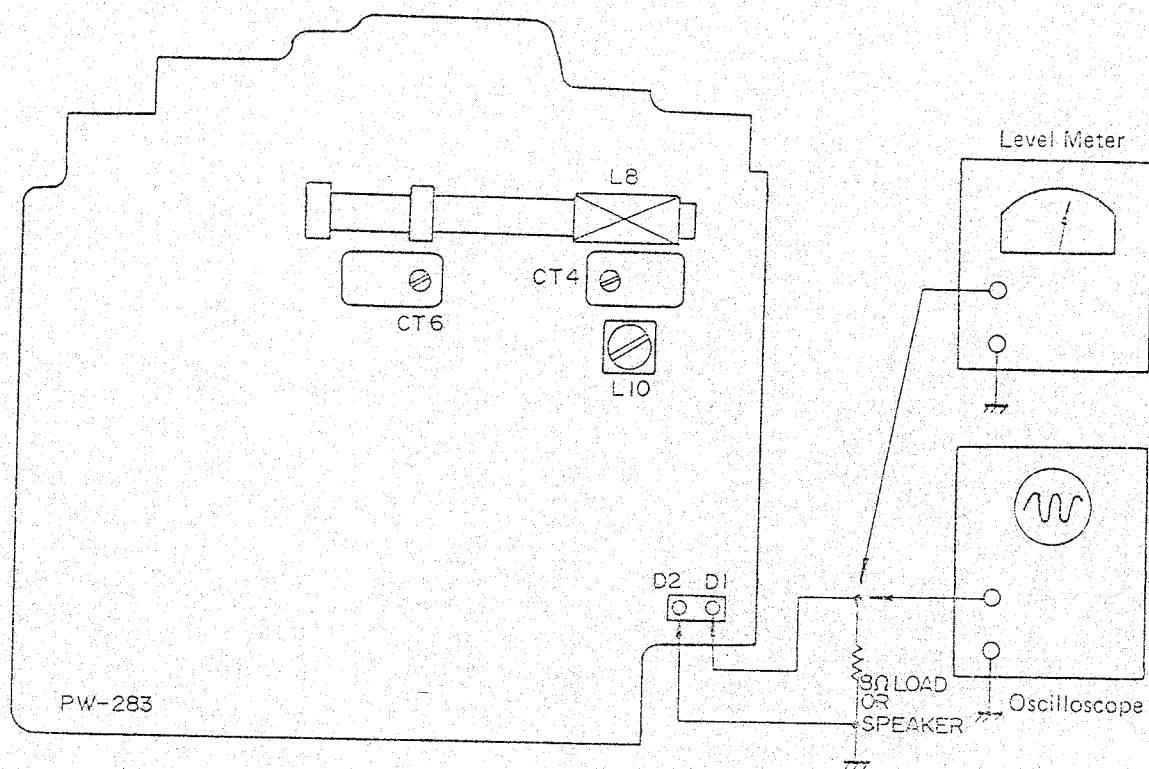 Level Meter
L8
CT4
CT6
L10
D2 D1
8Ω LOAD
OR
SPEAKER
Oscilloscope
PW-283